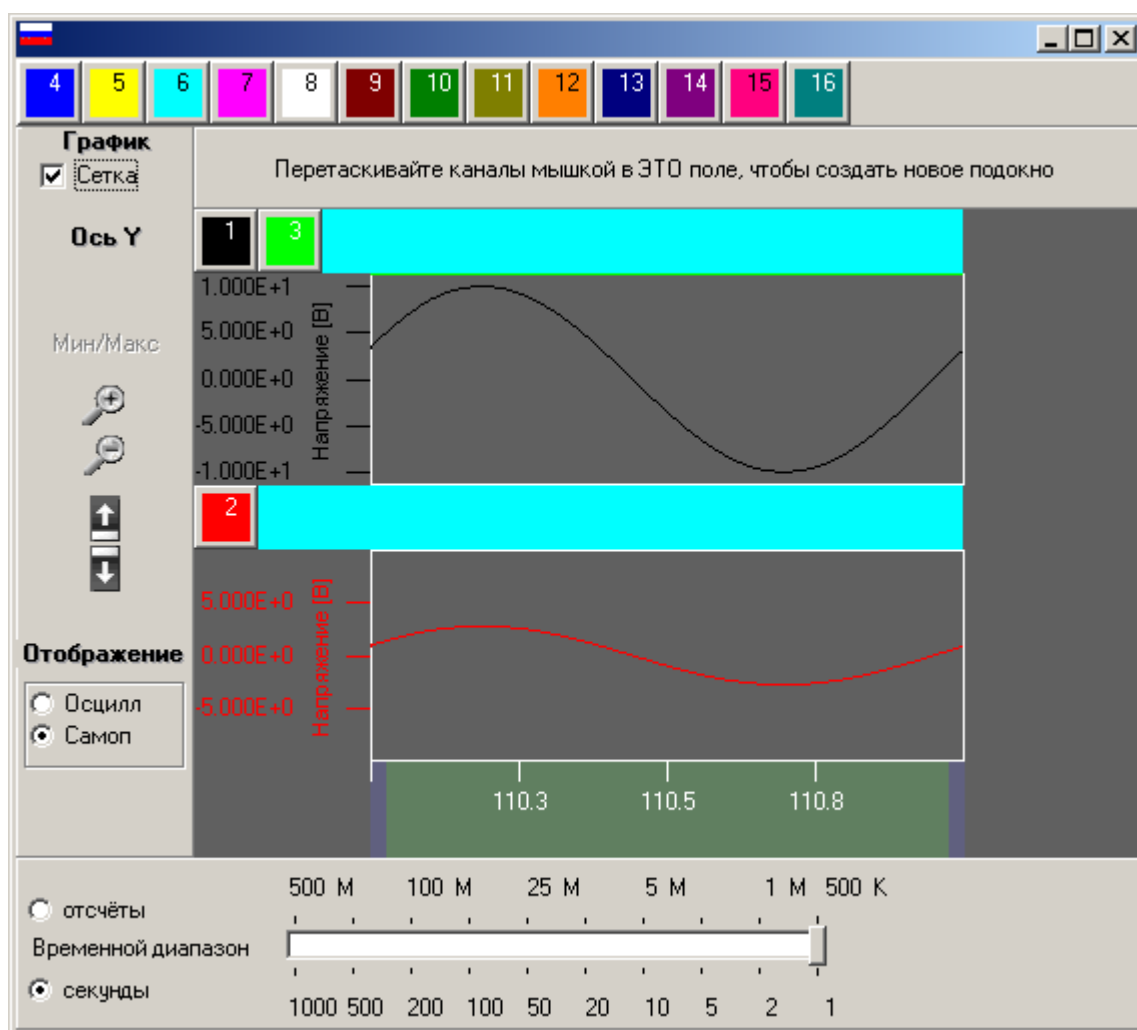 4 5 6 7 8 9 10 11 12 13 14 15 16
График
Сетка
Перетаскивайте каналы мышкой в ЭТО поле, чтобы создать новое подокно
Ось Y
Мин/Макс
1 3
1.000E+1
5.000E+0
0.000E+0
-5.000E+0
-1.000E+1
Напряжение [В]
2
5.000E+0
0.000E+0
-5.000E+0
Напряжение [В]
Отображение
Осцилл
Самоп
110.3 110.5 110.8
500 М 100 М 25 М 5 М 1 М 500 К
отсчёты
Временной диапазон
секунды
1000 500 200 100 50 20 10 5 2 1